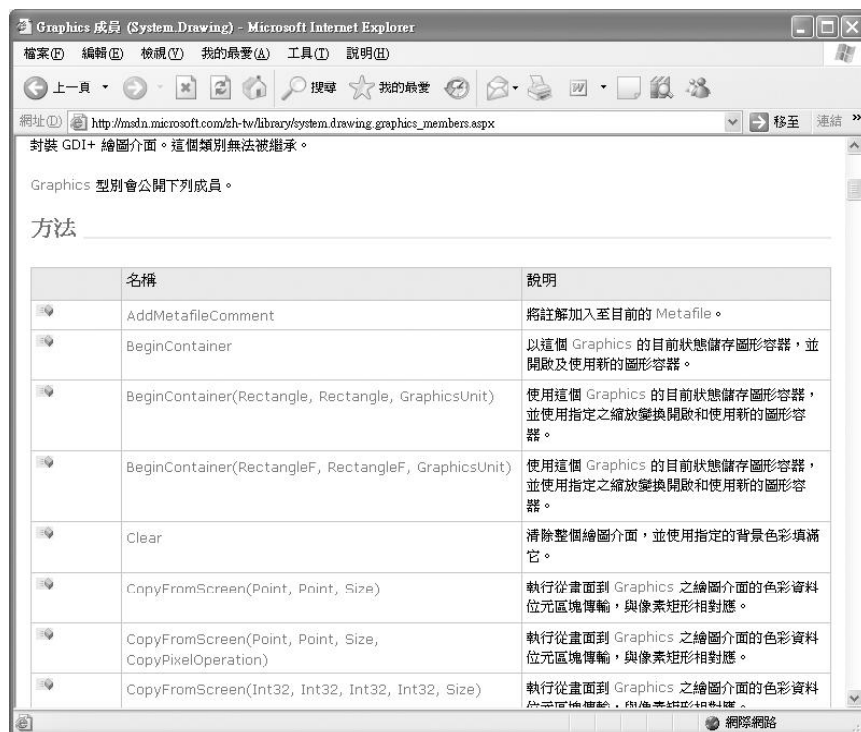 Graphics 成員 (System.Drawing) - Microsoft Internet Explorer
檔案(F) 編輯(E) 檢視(V) 我的最愛(A) 工具(T) 說明(H)
上一頁 搜尋 我的最愛
網址(D) http://msdn.microsoft.com/zh-tw/library/system.drawing.graphics_members.aspx 移至 連結 »
封裝 GDI+ 繪圖介面。這個類別無法被繼承。
Graphics 型別會公開下列成員。
方法
名稱 說明
AddMetafileComment 將註解加入至目前的 Metafile。
BeginContainer 以這個 Graphics 的目前狀態儲存圖形容器，並
開啟及使用新的圖形容器。
BeginContainer(Rectangle, Rectangle, GraphicsUnit) 使用這個 Graphics 的目前狀態儲存圖形容器，
並使用指定之縮放變換開啟和使用新的圖形容
器。
BeginContainer(RectangleF, RectangleF, GraphicsUnit) 使用這個 Graphics 的目前狀態儲存圖形容器，
並使用指定之縮放變換開啟和使用新的圖形容
器。
Clear 清除整個繪圖介面，並使用指定的背景色彩填滿
它。
CopyFromScreen(Point, Point, Size) 執行從畫面到 Graphics 之繪圖介面的色彩資料
位元區塊傳輸，與像素矩形相對應。
CopyFromScreen(Point, Point, Size, 執行從畫面到 Graphics 之繪圖介面的色彩資料
CopyPixelOperation) 位元區塊傳輸，與像素矩形相對應。
CopyFromScreen(Int32, Int32, Int32, Int32, Size) 執行從畫面到 Graphics 之繪圖介面的色彩資料
位元區塊傳輸，與像素矩形相對應。
網際網路